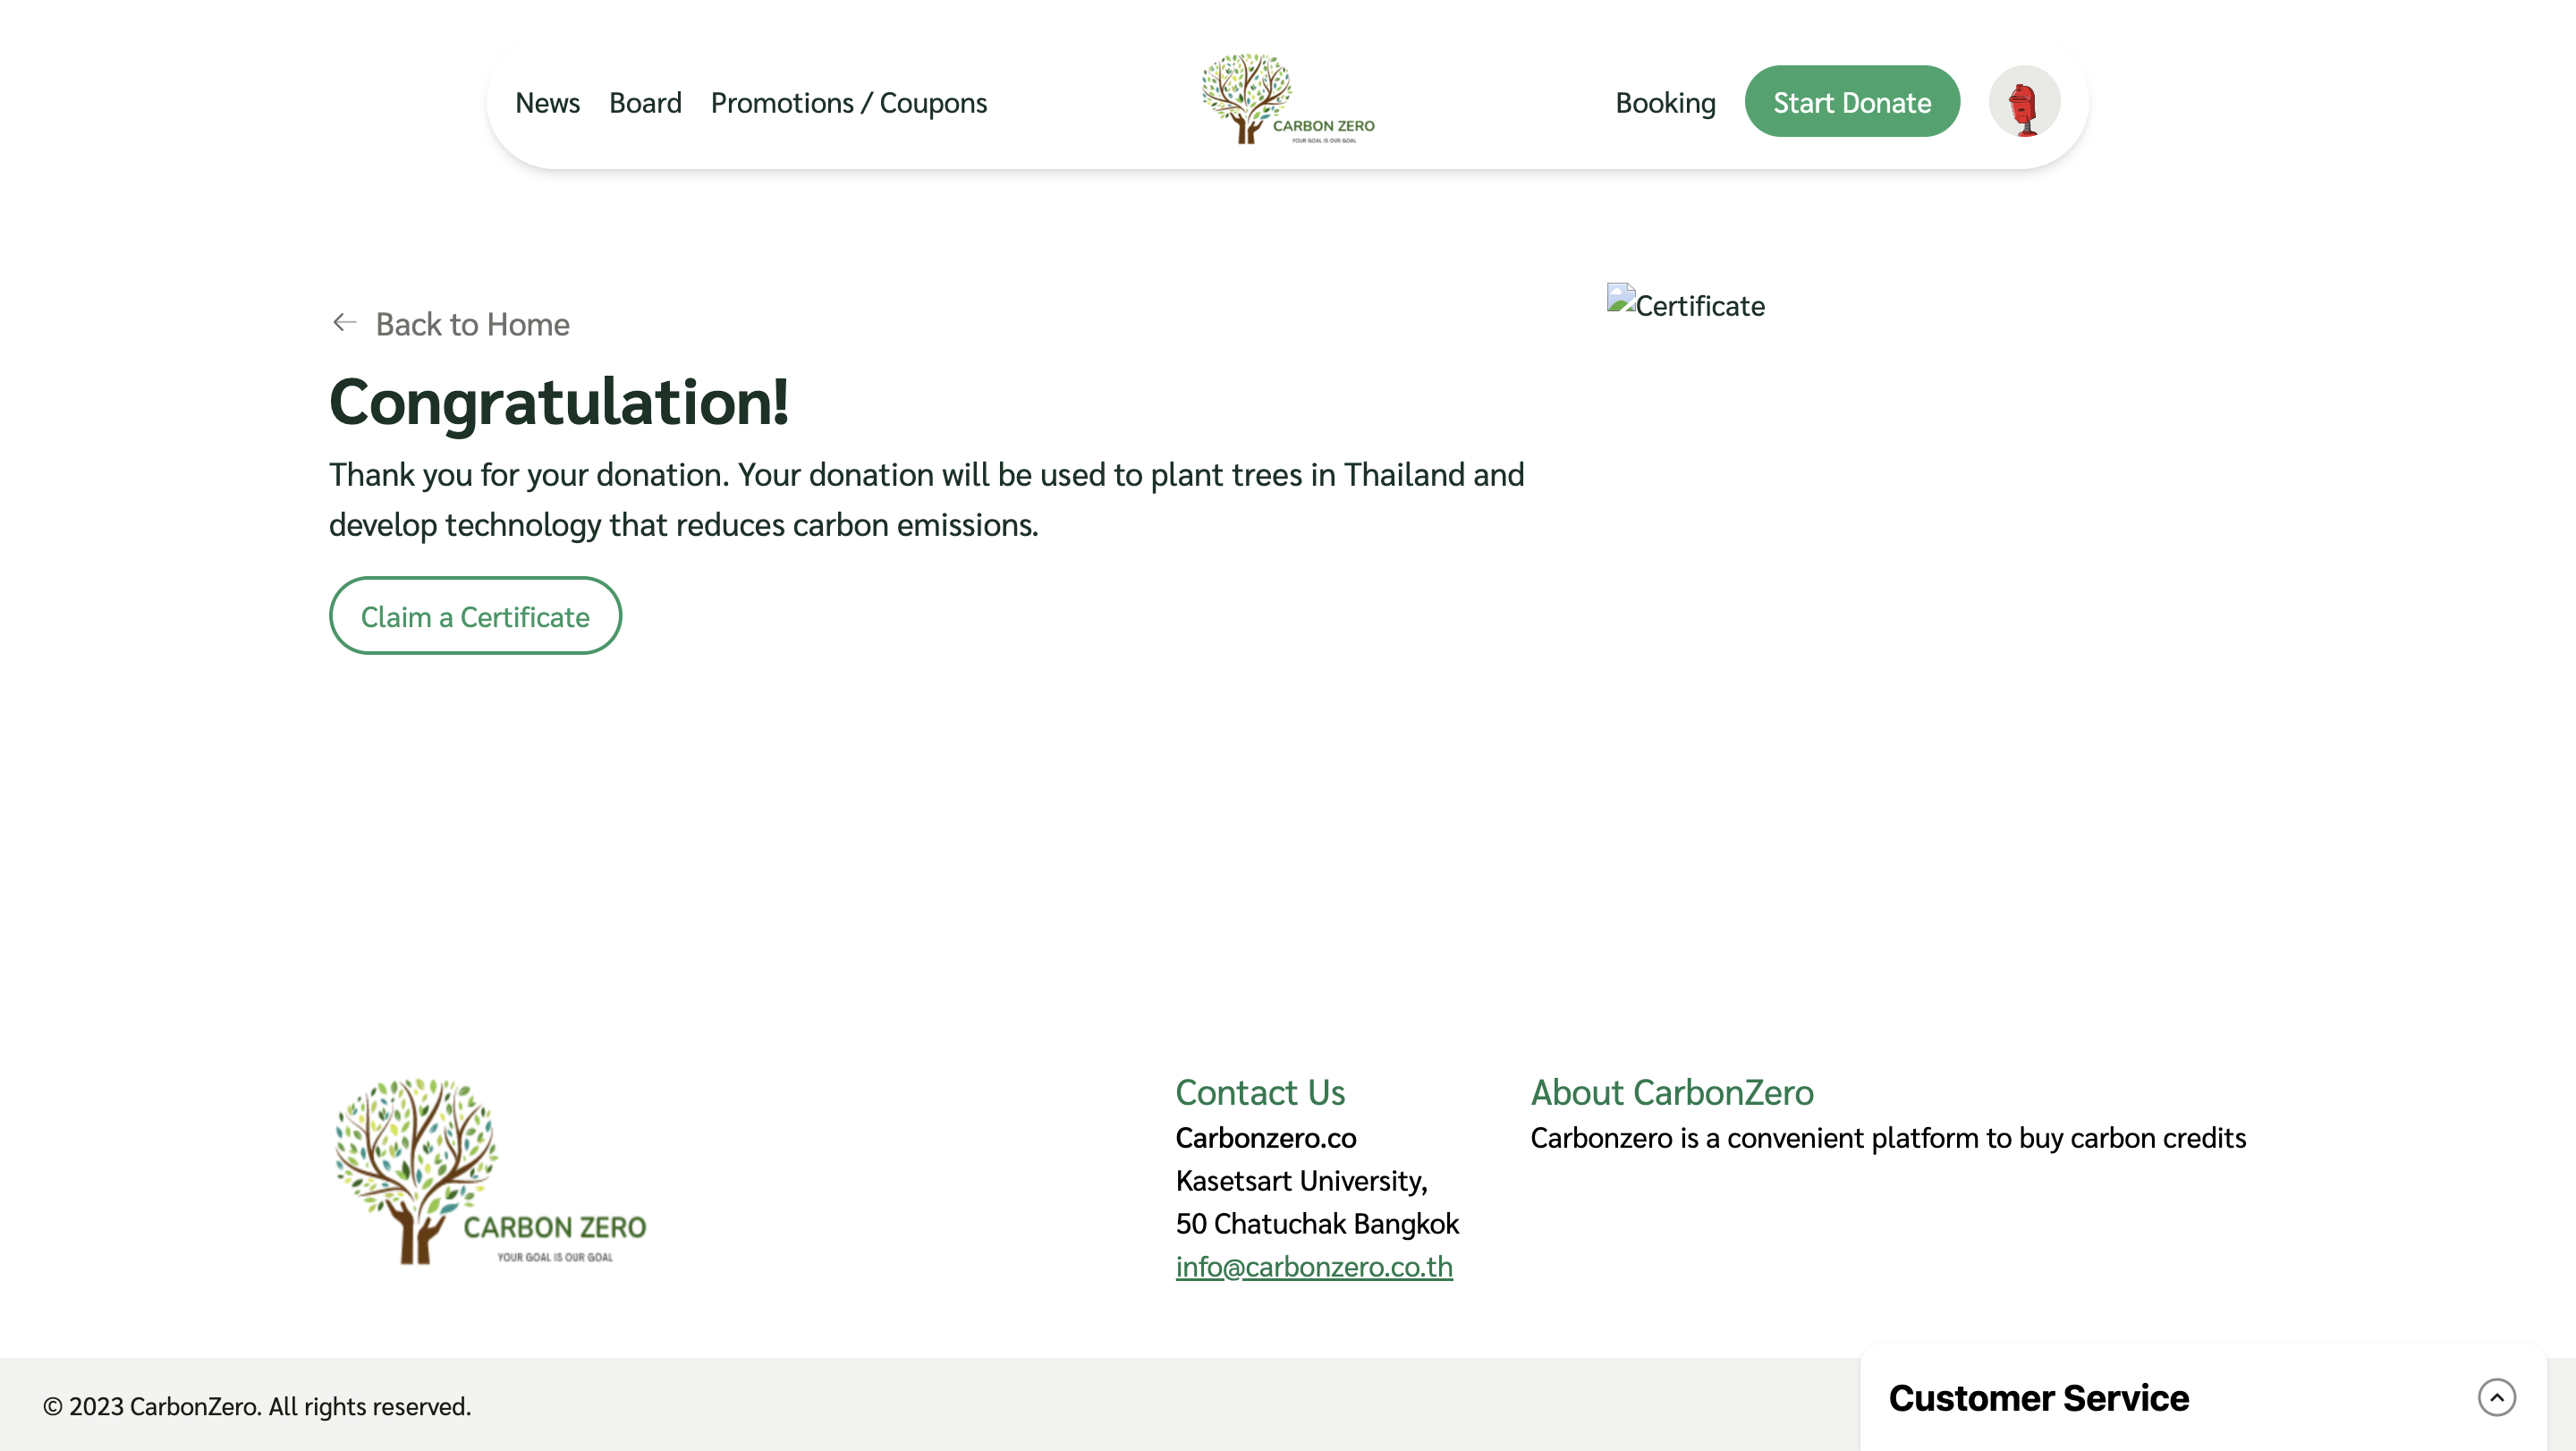 News Board Promotions / Coupons
CARBON ZERO
YOUR GOAL IS OUR GOAL
Booking Start Donate
Back to Home
Congratulation!
Thank you for your donation. Your donation will be used to plant trees in Thailand and
develop technology that reduces carbon emissions.
Claim a Certificate
Certificate
CARBON ZERO
YOUR GOAL IS OUR GOAL
Contact Us
Carbonzero.co
Kasetsart University,
50 Chatuchak Bangkok
info@carbonzero.co.th
About CarbonZero
Carbonzero is a convenient platform to buy carbon credits
© 2023 CarbonZero. All rights reserved.
Customer Service